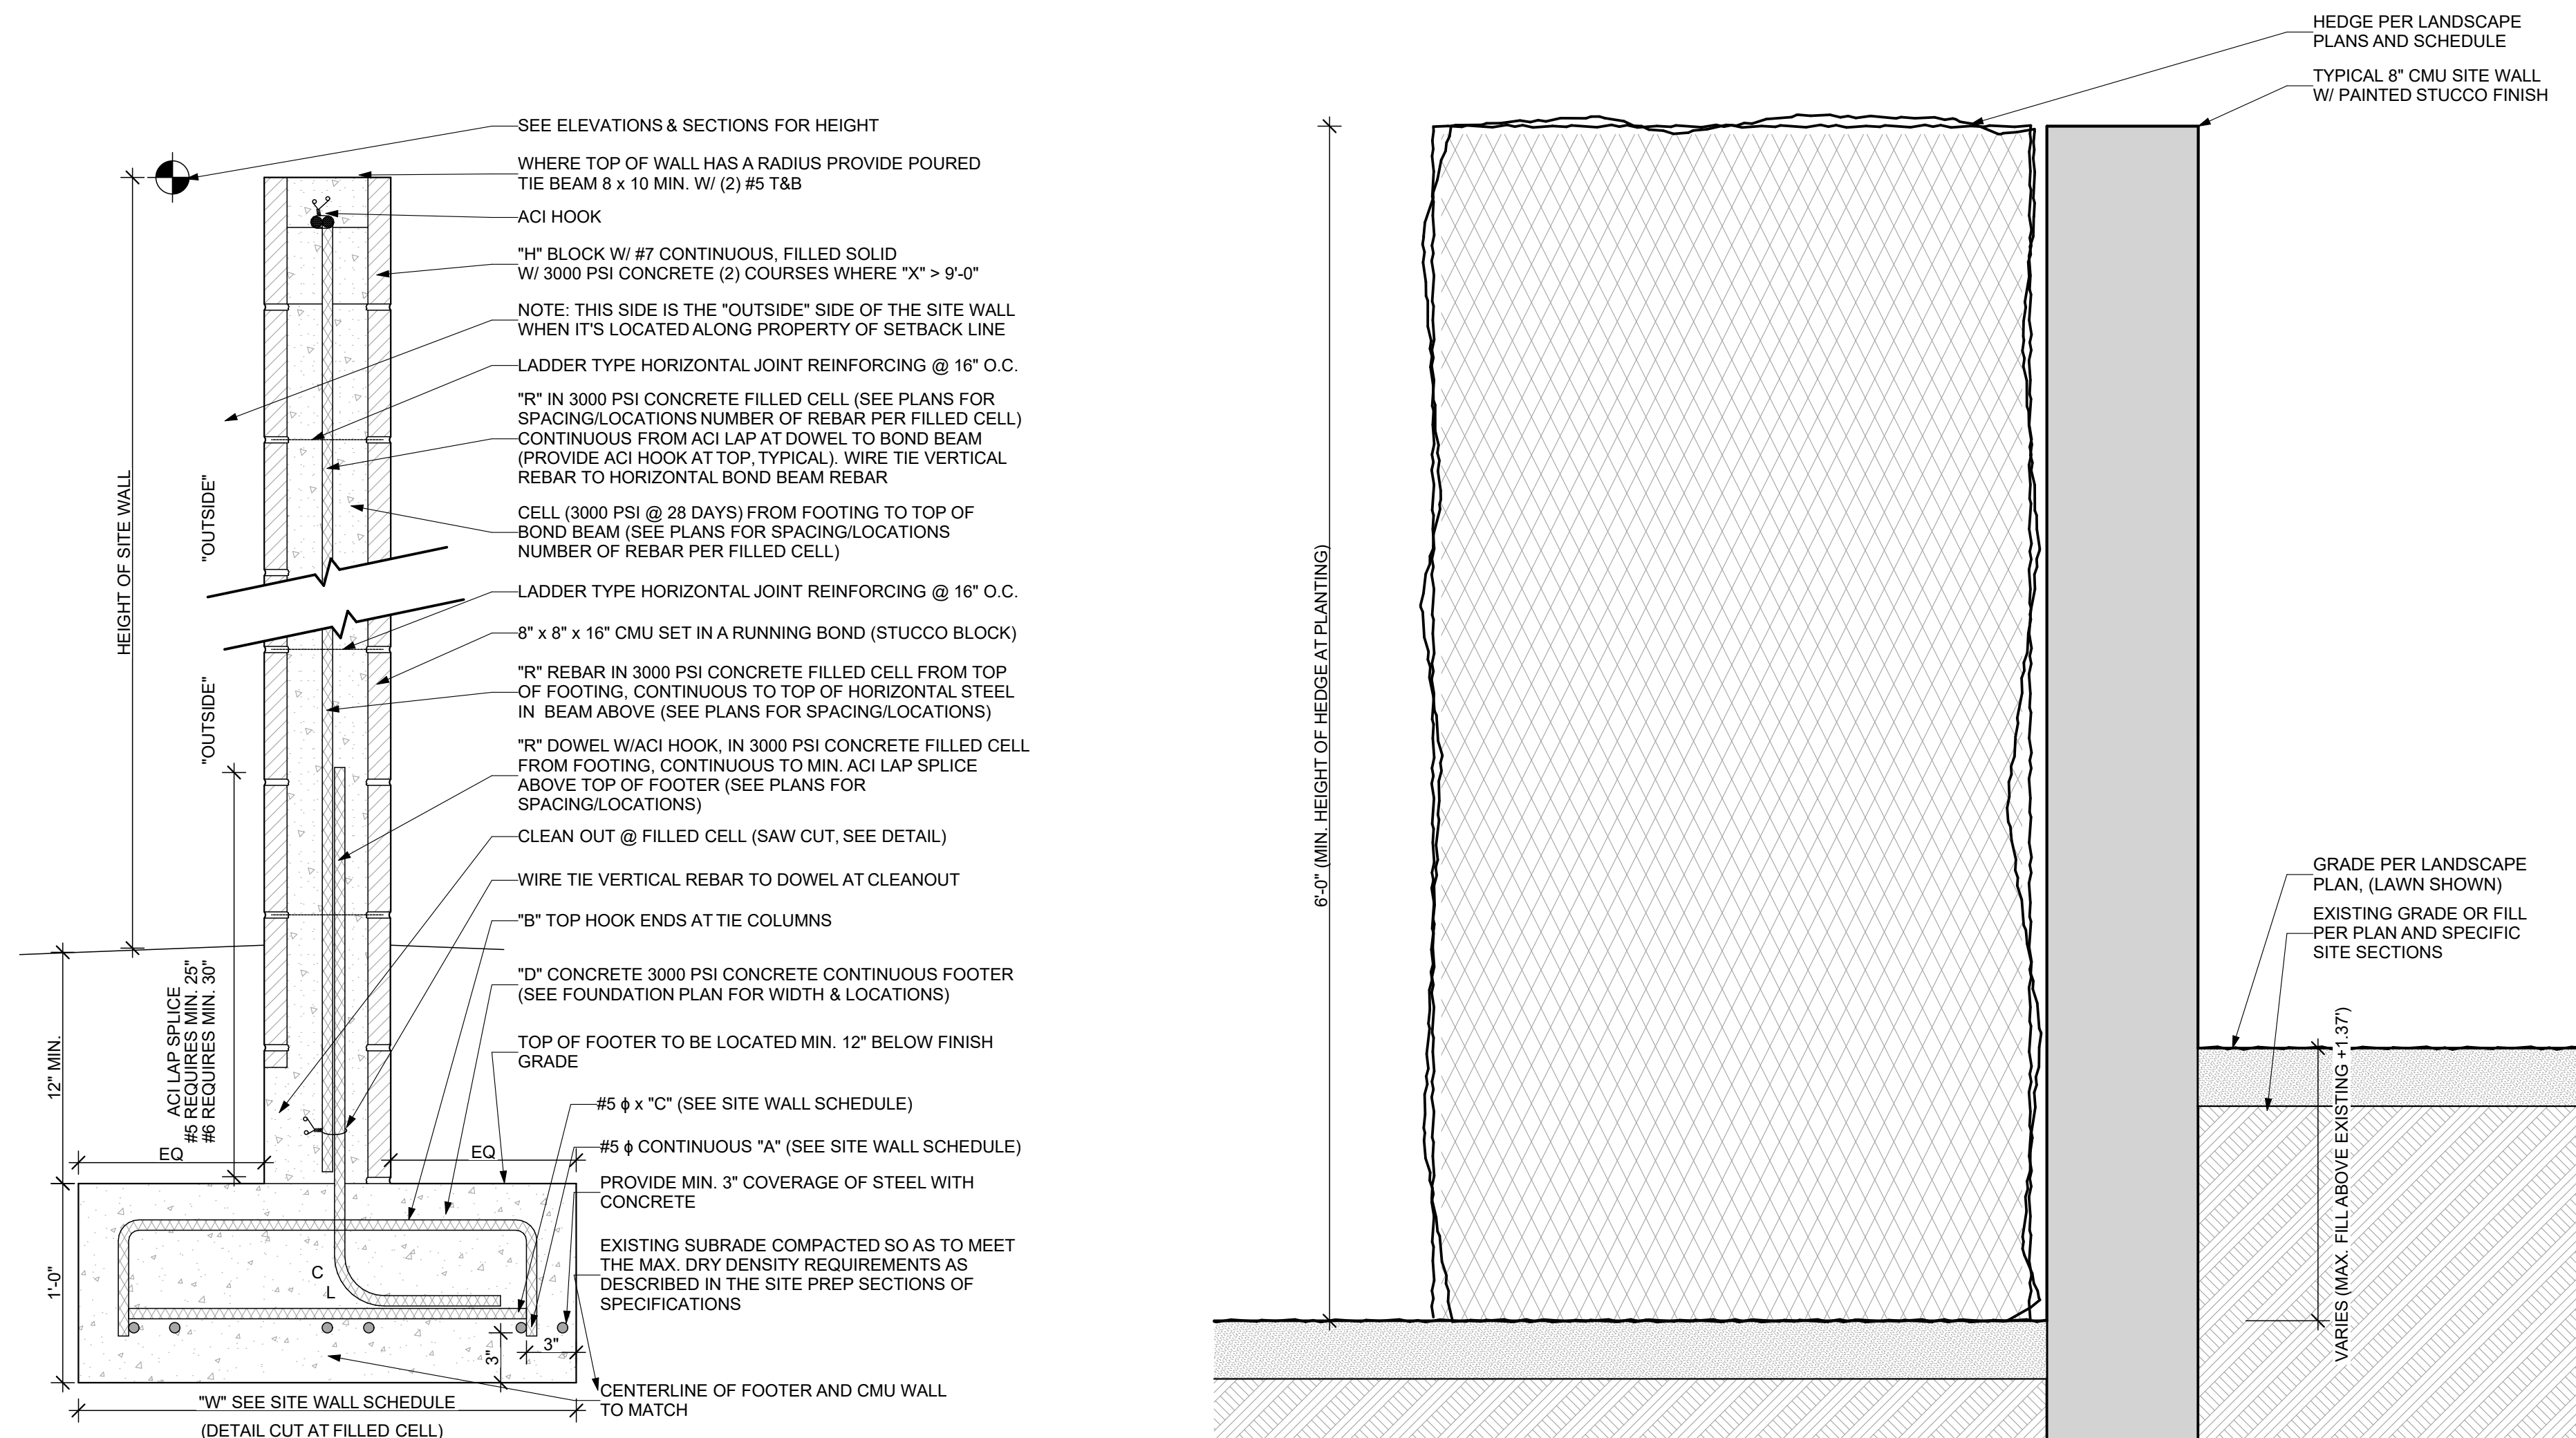 SEE ELEVATIONS & SECTIONS FOR HEIGHT
WHERE TOP OF WALL HAS A RADIUS PROVIDE POURED
TIE BEAM 8 x 10 MIN. W/ (2) #5 T&B
ACI HOOK
"H" BLOCK W/ #7 CONTINUOUS, FILLED SOLID
W/ 3000 PSI CONCRETE (2) COURSES WHERE "X" > 9'-0"
NOTE: THIS SIDE IS THE "OUTSIDE" SIDE OF THE SITE WALL
WHEN IT'S LOCATED ALONG PROPERTY OF SETBACK LINE
LADDER TYPE HORIZONTAL JOINT REINFORCING @ 16" O.C.
"R" IN 3000 PSI CONCRETE FILLED CELL (SEE PLANS FOR
SPACING/LOCATIONS NUMBER OF REBAR PER FILLED CELL)
CONTINUOUS FROM ACI LAP AT DOWEL TO BOND BEAM
(PROVIDE ACI HOOK AT TOP, TYPICAL). WIRE TIE VERTICAL
REBAR TO HORIZONTAL BOND BEAM REBAR
CELL (3000 PSI @ 28 DAYS) FROM FOOTING TO TOP OF
BOND BEAM (SEE PLANS FOR SPACING/LOCATIONS
NUMBER OF REBAR PER FILLED CELL)
LADDER TYPE HORIZONTAL JOINT REINFORCING @ 16" O.C.
8" x 8" x 16" CMU SET IN A RUNNING BOND (STUCCO BLOCK)
"R" REBAR IN 3000 PSI CONCRETE FILLED CELL FROM TOP
OF FOOTING, CONTINUOUS TO TOP OF HORIZONTAL STEEL
IN BEAM ABOVE (SEE PLANS FOR SPACING/LOCATIONS)
"R" DOWEL W/ACI HOOK, IN 3000 PSI CONCRETE FILLED CELL
FROM FOOTING, CONTINUOUS TO MIN. ACI LAP SPLICE
ABOVE TOP OF FOOTER (SEE PLANS FOR
SPACING/LOCATIONS)
CLEAN OUT @ FILLED CELL (SAW CUT, SEE DETAIL)
WIRE TIE VERTICAL REBAR TO DOWEL AT CLEANOUT
"B" TOP HOOK ENDS AT TIE COLUMNS
"D" CONCRETE 3000 PSI CONCRETE CONTINUOUS FOOTER
(SEE FOUNDATION PLAN FOR WIDTH & LOCATIONS)
TOP OF FOOTER TO BE LOCATED MIN. 12" BELOW FINISH
GRADE
#5 ϕ x "C" (SEE SITE WALL SCHEDULE)
#5 ϕ CONTINUOUS "A" (SEE SITE WALL SCHEDULE)
PROVIDE MIN. 3" COVERAGE OF STEEL WITH
CONCRETE
EXISTING SUBRADE COMPACTED SO AS TO MEET
THE MAX. DRY DENSITY REQUIREMENTS AS
DESCRIBED IN THE SITE PREP SECTIONS OF
SPECIFICATIONS
CENTERLINE OF FOOTER AND CMU WALL
TO MATCH
HEIGHT OF SITE WALL
"OUTSIDE"
"OUTSIDE"
12" MIN.
ACI LAP SPLICE
#5 REQUIRES MIN. 25"
#6 REQUIRES MIN. 30"
EQ
EQ
1'-0"
C
L
3"
3"
"W" SEE SITE WALL SCHEDULE
(DETAIL CUT AT FILLED CELL)
HEDGE PER LANDSCAPE
PLANS AND SCHEDULE
TYPICAL 8" CMU SITE WALL
W/ PAINTED STUCCO FINISH
6'-0" (MIN. HEIGHT OF HEDGE AT PLANTING)
GRADE PER LANDSCAPE
PLAN, (LAWN SHOWN)
EXISTING GRADE OR FILL
PER PLAN AND SPECIFIC
SITE SECTIONS
VARIES (MAX. FILL ABOVE EXISTING +1.37')